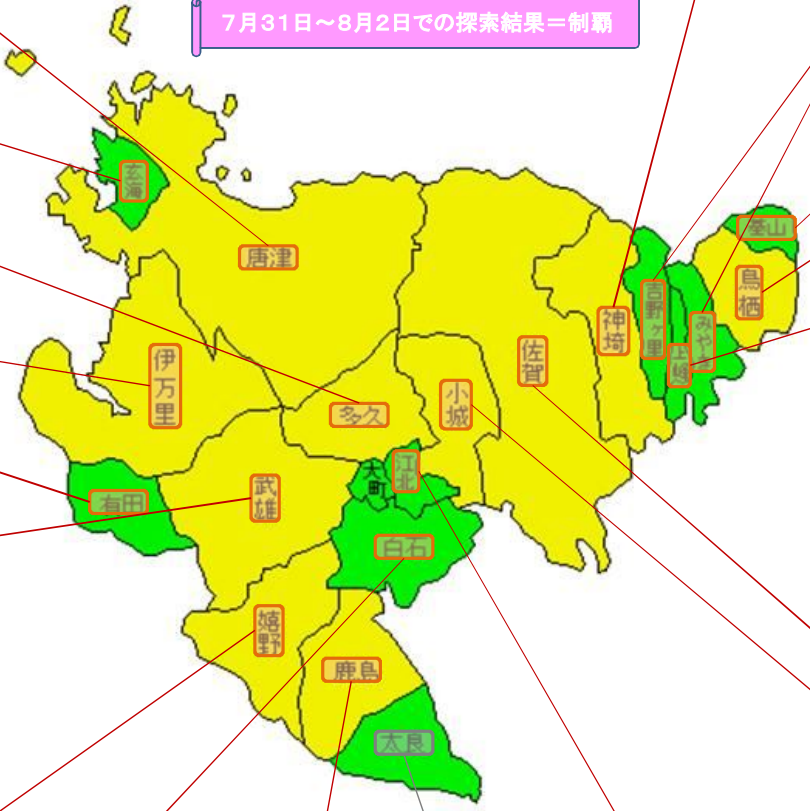 7月31日～8月2日での探索結果＝制覇
玄海
唐津
基山
鳥栖
吉野ヶ里
みやき
上峰
神埼
佐賀
伊万里
小城
多久
江北
大町
武雄
有田
白石
嬉野
鹿島
太良